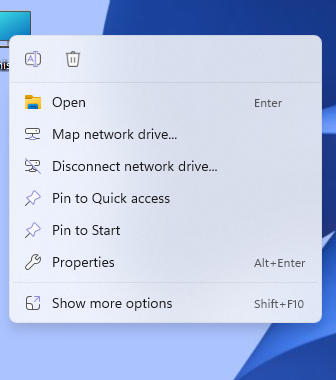 Open Enter
Map network drive...
Disconnect network drive...
Pin to Quick access
Pin to Start
Properties Alt+Enter
Show more options Shift+F10